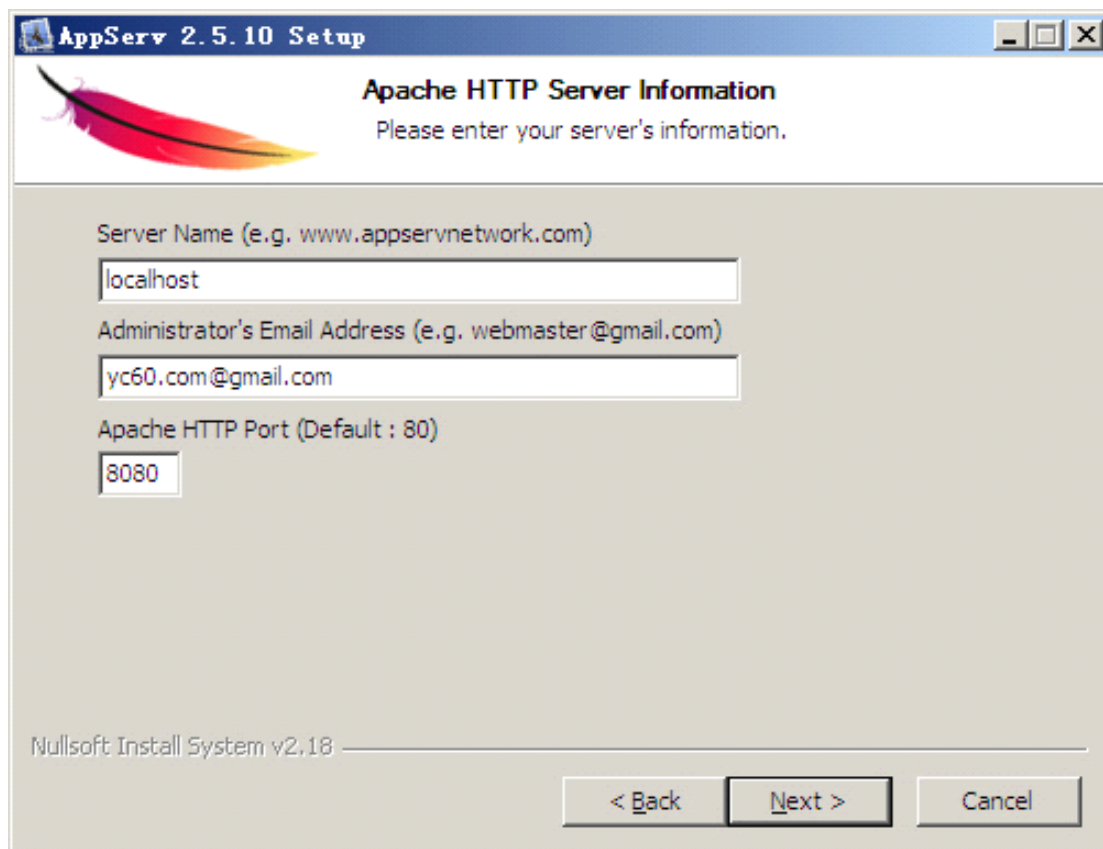 AppServ 2.5.10 Setup
Apache HTTP Server Information
Please enter your server's information.
Server Name (e.g. www.appservnetwork.com)
localhost
Administrator's Email Address (e.g. webmaster@gmail.com)
yc60.com@gmail.com
Apache HTTP Port (Default : 80)
8080
Nullsoft Install System v2.18
< Back Next > Cancel